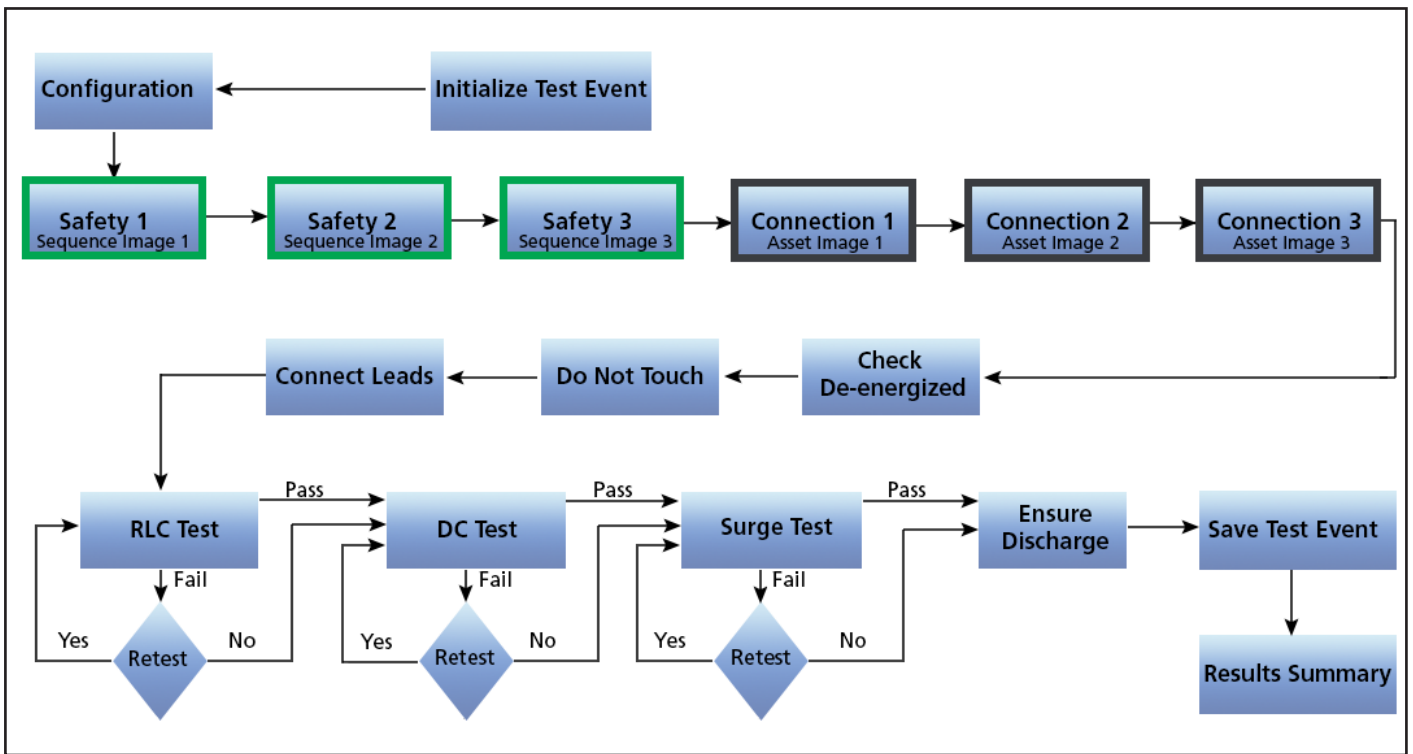 Configuration
Initialize Test Event
Safety 1
Sequence Image 1
Safety 2
Sequence Image 2
Safety 3
Sequence Image 3
Connection 1
Asset Image 1
Connection 2
Asset Image 2
Connection 3
Asset Image 3
Connect Leads
Do Not Touch
Check
De-energized
RLC Test
Pass
DC Test
Pass
Surge Test
Pass
Ensure
Discharge
Save Test Event
Fail
Fail
Fail
Yes
Retest
No
Yes
Retest
No
Yes
Retest
No
Results Summary